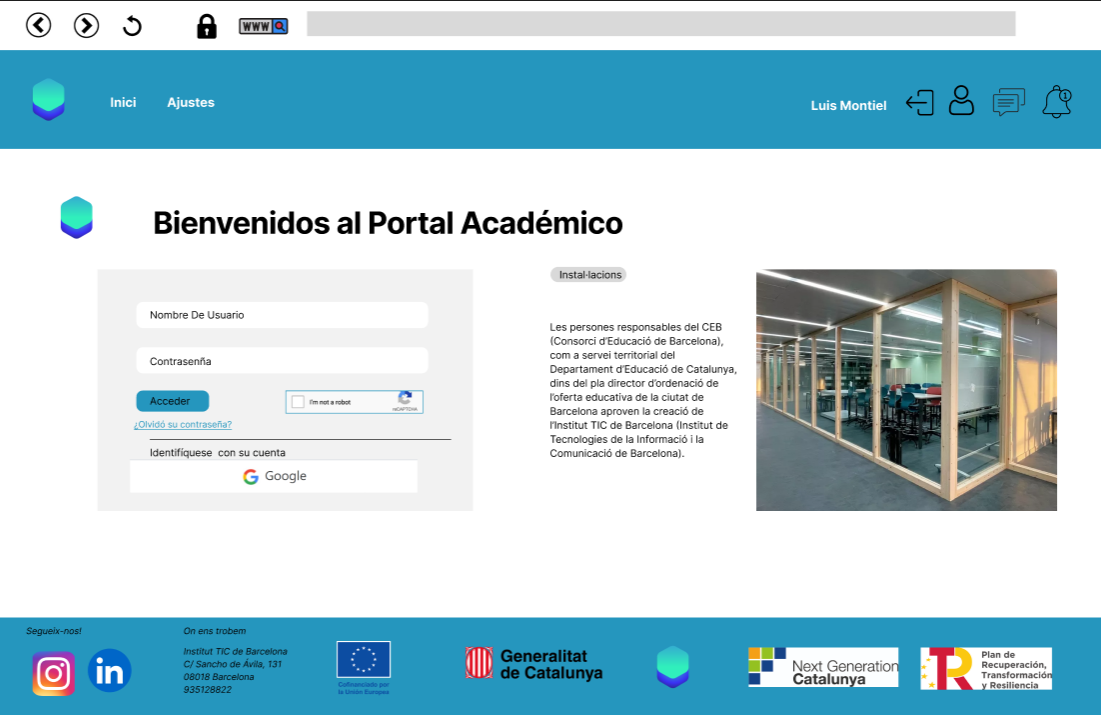 WWW
Inici
Ajustes
Luis Montiel
1
Bienvenidos al Portal Académico
Nombre De Usuario
Contrasenña
Acceder
I'm not a robot
reCAPTCHA
¿Olvidó su contraseña?
Identifíquese con su cuenta
Google
Instal·lacions
Les persones responsables del CEB
(Consorci d'Educació de Barcelona),
com a servei territorial del
Departament d'Educació de Catalunya,
dins del pla director d'ordenació de
l'oferta educativa de la ciutat de
Barcelona aproven la creació de
l'Institut TIC de Barcelona (Institut de
Tecnologies de la Informació i la
Comunicació de Barcelona).
Segueix-nos!
in
On ens trobem
Institut TIC de Barcelona
C/ Sancho de Ávila, 131
08018 Barcelona
935128822
Cofinanciado por
la Unión Europea
Generalitat
de Catalunya
Next Generation
Catalunya
R
Plan de
Recuperación,
Transformación
y Resiliencia